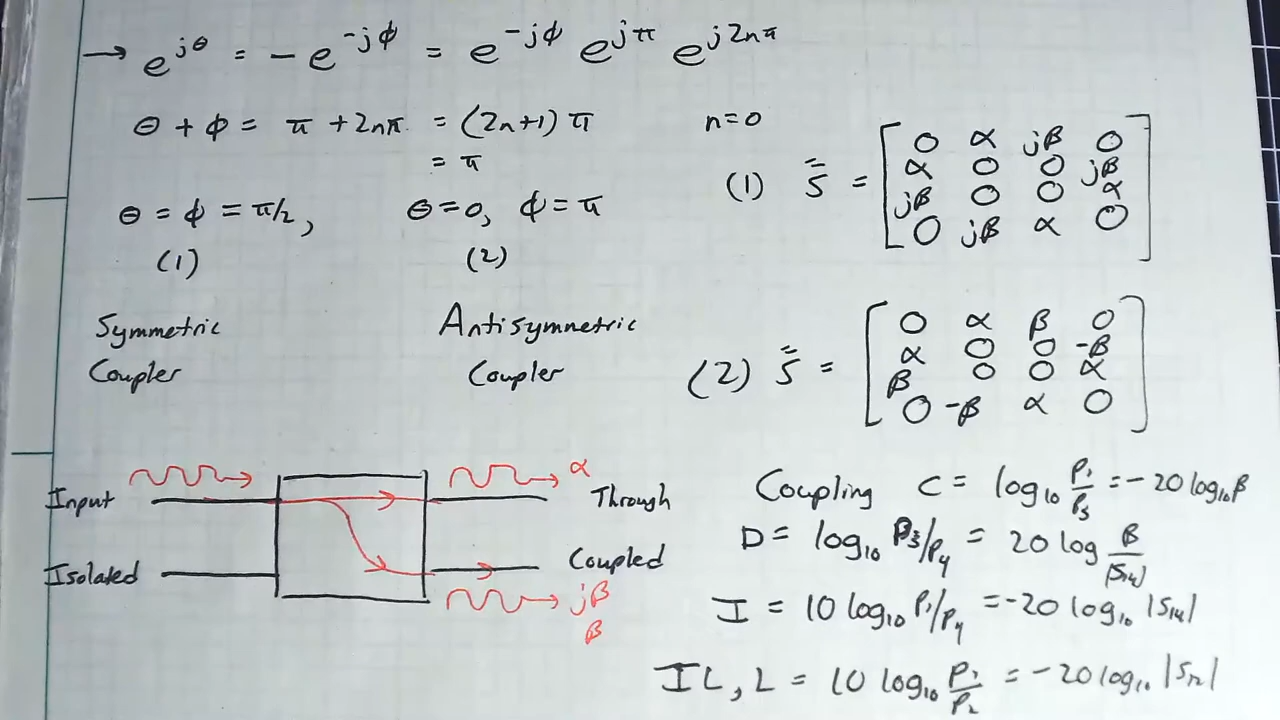 → e^{jθ} = -e^{-jϕ} = e^{-jϕ} e^{jπ} e^{j2nπ}
θ + ϕ = π + 2nπ = (2n+1) π
= π
n=0
θ = ϕ = π/2,
θ=0, ϕ=π
(1)
(2)
(1) S̿ =
0 α jβ 0
α 0 0 jβ
jβ 0 0 α
0 jβ α 0
Symmetric
Coupler
Antisymmetric
Coupler
(2) S̿ =
0 α β 0
α 0 0 -β
β 0 0 α
0 -β α 0
Input
α
Through
Isolated
Coupled
jβ
β
Coupling C = log₁₀ P₁/P₃ = -20 log₁₀ β
D = log₁₀ P₃/P₄ = 20 log β/|S₁₄|
I = 10 log₁₀ P₁/P₄ = -20 log₁₀ |S₁₄|
IL, L = 10 log₁₀ P₁/P₂ = -20 log₁₀ |S₁₂|